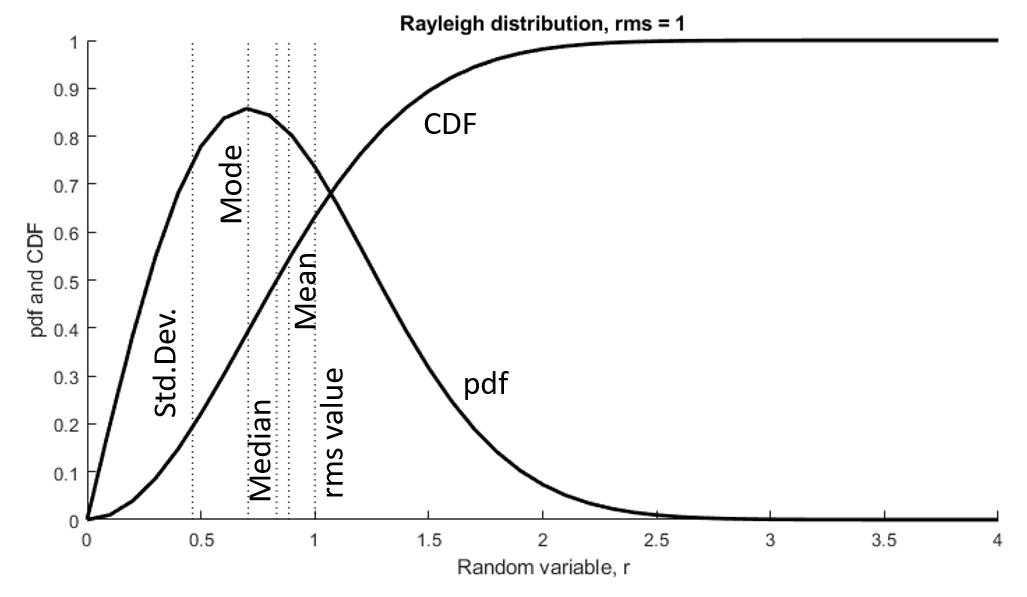 Rayleigh distribution, rms = 1
1
0.9
0.8
0.7
0.6
0.5
0.4
0.3
0.2
0.1
0
pdf and CDF
Std.Dev.
Mode
Median
Mean
rms value
CDF
pdf
0
0.5
1
1.5
2
2.5
3
3.5
4
Random variable, r